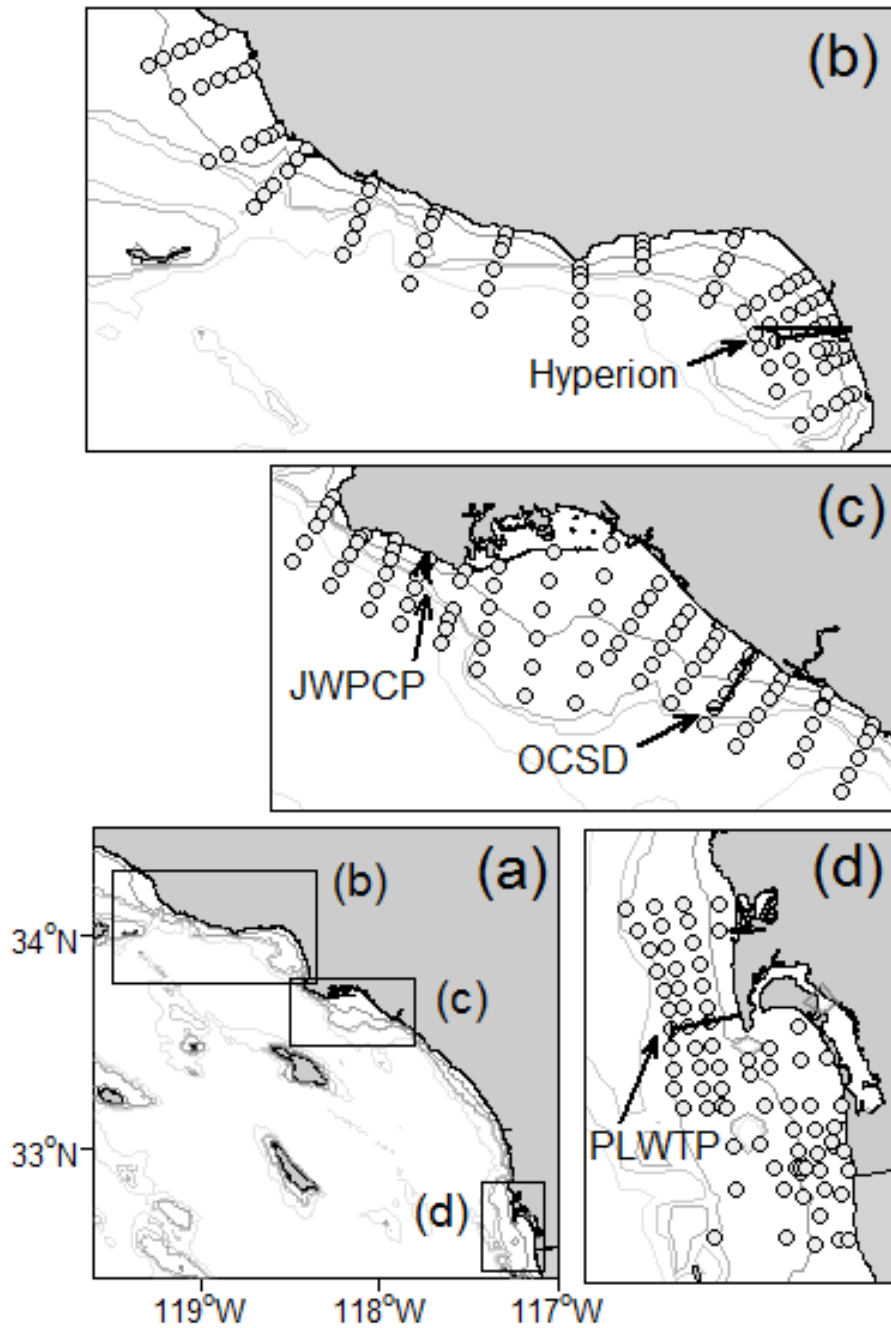 (b)
Hyperion
(c)
JWPCP
OCSD
(a)
(b)
(c)
(d)
34°N
33°N
119°W
118°W
117°W
(d)
PLWTP